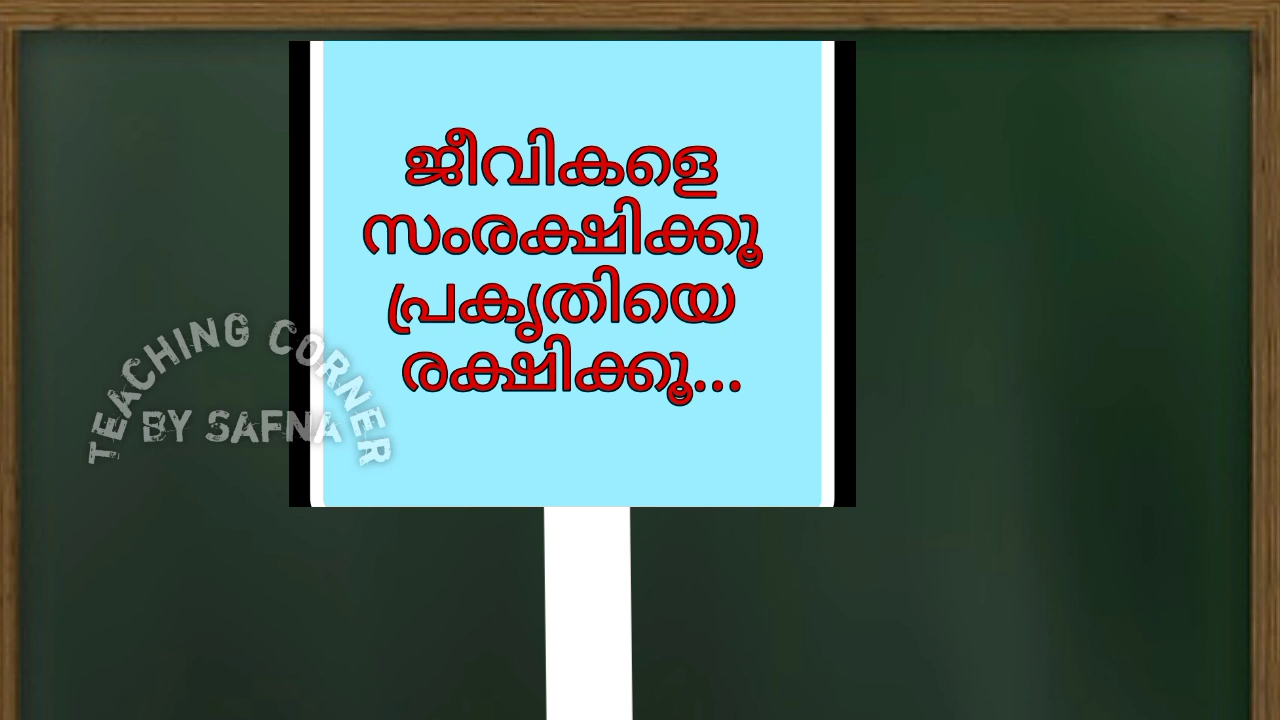 ജീവികളെ
സംരക്ഷിക്കൂ
പ്രകൃതിയെ
രക്ഷിക്കൂ...
TEACHING CORNER
BY SAFNA